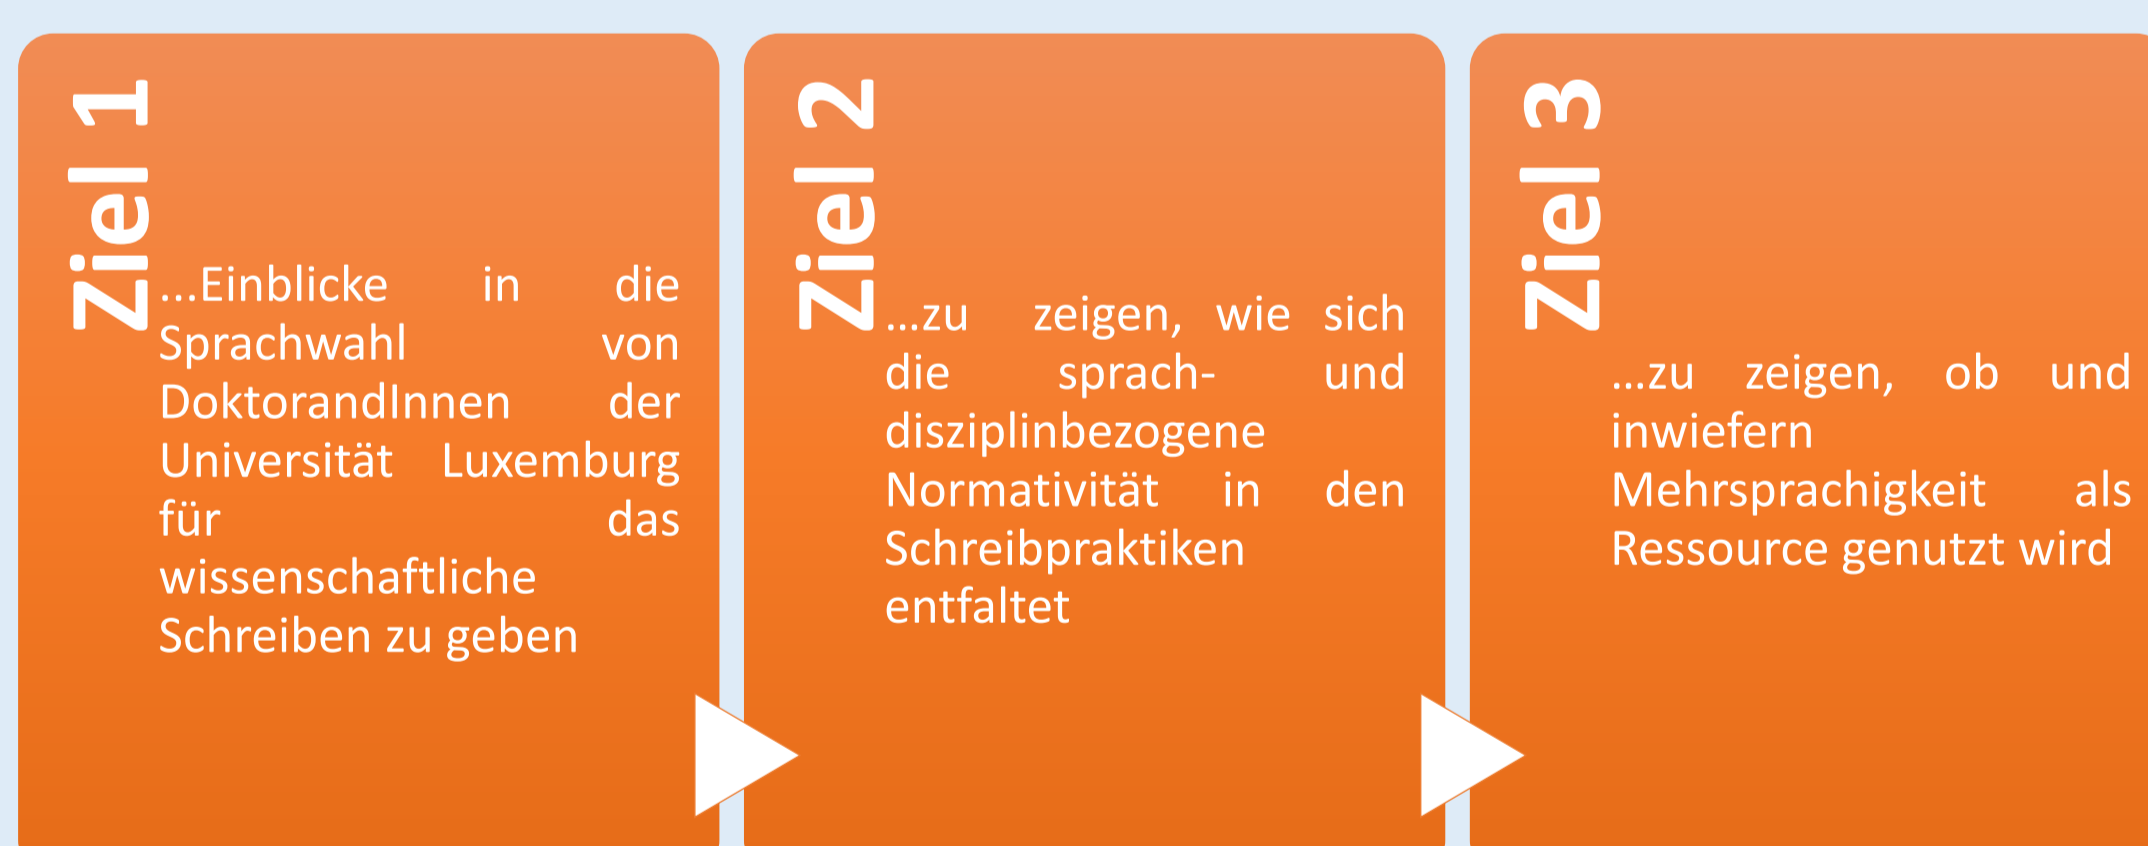 Ziel 1
...Einblicke in die
Sprachwahl von
DoktorandInnen der
Universität Luxemburg
für das
wissenschaftliche
Schreiben zu geben
Ziel 2
...zu zeigen, wie sich
die sprach- und
disziplinbezogene
Normativität in den
Schreibpraktiken
entfaltet
Ziel 3
...zu zeigen, ob und
inwiefern
Mehrsprachigkeit als
Ressource genutzt wird